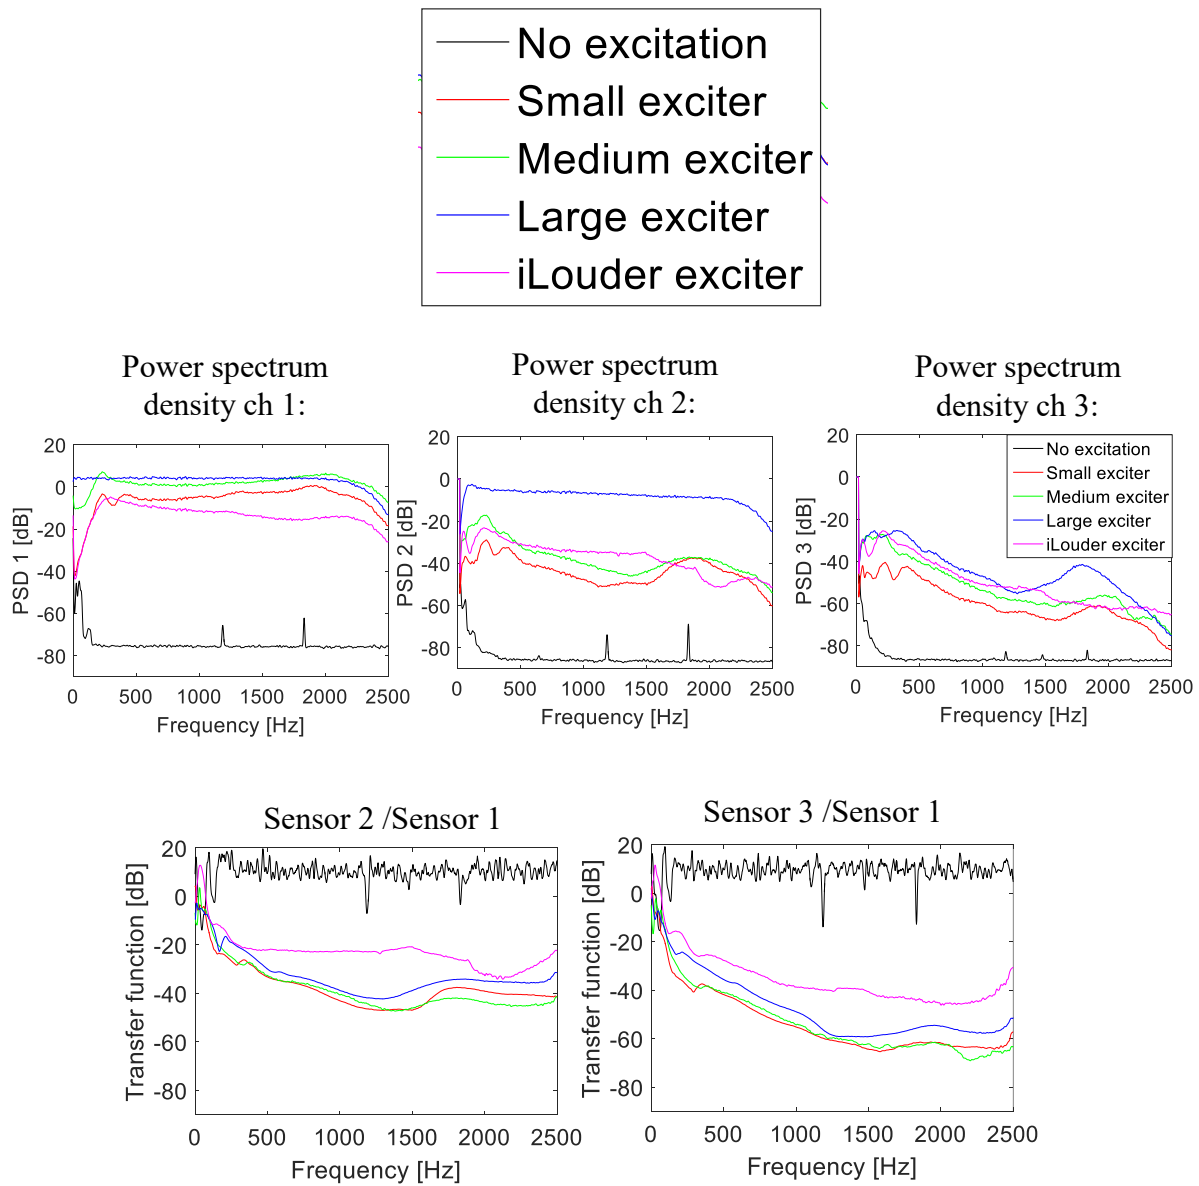 No excitation
Small exciter
Medium exciter
Large exciter
iLouder exciter
Power spectrum
density ch 1:
20
0
-20
-40
-60
-80
PSD 1 [dB]
0 500 1000 1500 2000 2500
Frequency [Hz]
Power spectrum
density ch 2:
20
0
-20
-40
-60
-80
PSD 2 [dB]
0 500 1000 1500 2000 2500
Frequency [Hz]
Power spectrum
density ch 3:
20
0
-20
-40
-60
-80
PSD 3 [dB]
No excitation
Small exciter
Medium exciter
Large exciter
iLouder exciter
0 500 1000 1500 2000 2500
Frequency [Hz]
Sensor 2 /Sensor 1
20
0
-20
-40
-60
-80
Transfer function [dB]
0 500 1000 1500 2000 2500
Frequency [Hz]
Sensor 3 /Sensor 1
20
0
-20
-40
-60
-80
Transfer function [dB]
0 500 1000 1500 2000 2500
Frequency [Hz]